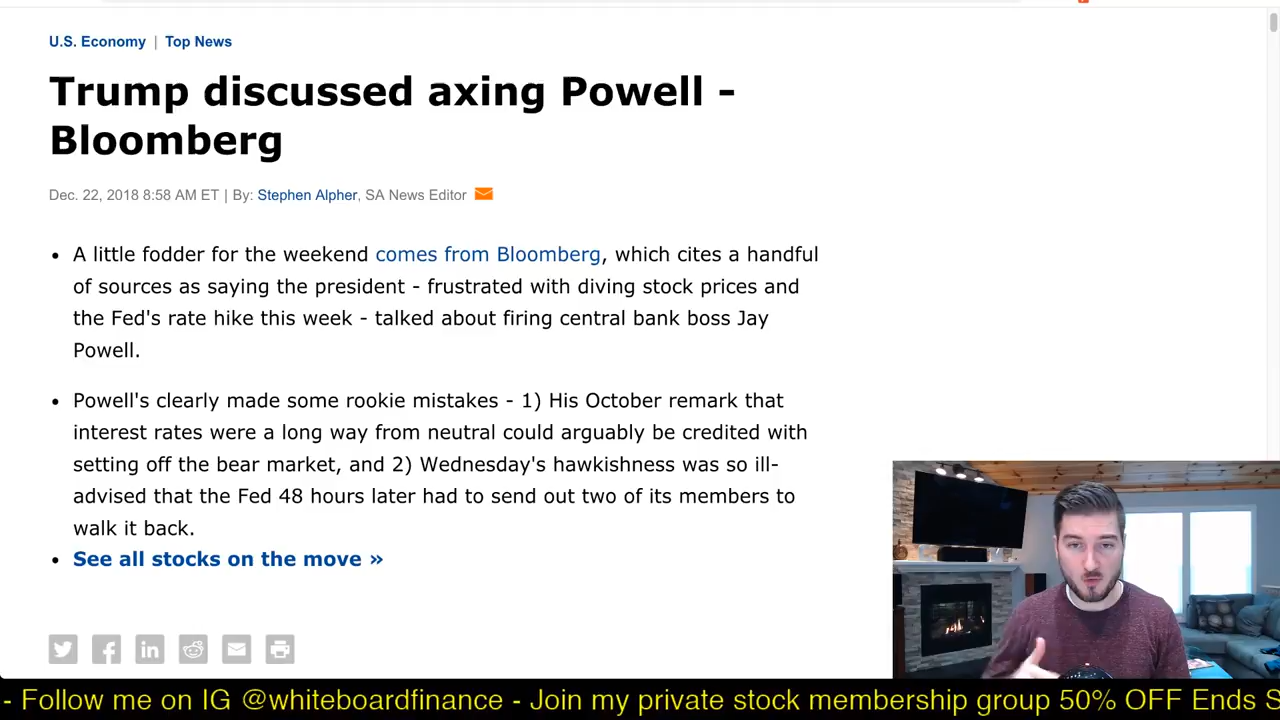 U.S. Economy | Top News
Trump discussed axing Powell -
Bloomberg
Dec. 22, 2018 8:58 AM ET | By: Stephen Alpher, SA News Editor
• A little fodder for the weekend comes from Bloomberg, which cites a handful
of sources as saying the president - frustrated with diving stock prices and
the Fed's rate hike this week - talked about firing central bank boss Jay
Powell.
• Powell's clearly made some rookie mistakes - 1) His October remark that
interest rates were a long way from neutral could arguably be credited with
setting off the bear market, and 2) Wednesday's hawkishness was so ill-
advised that the Fed 48 hours later had to send out two of its members to
walk it back.
• See all stocks on the move »
- Follow me on IG @whiteboardfinance - Join my private stock membership group 50% OFF Ends S